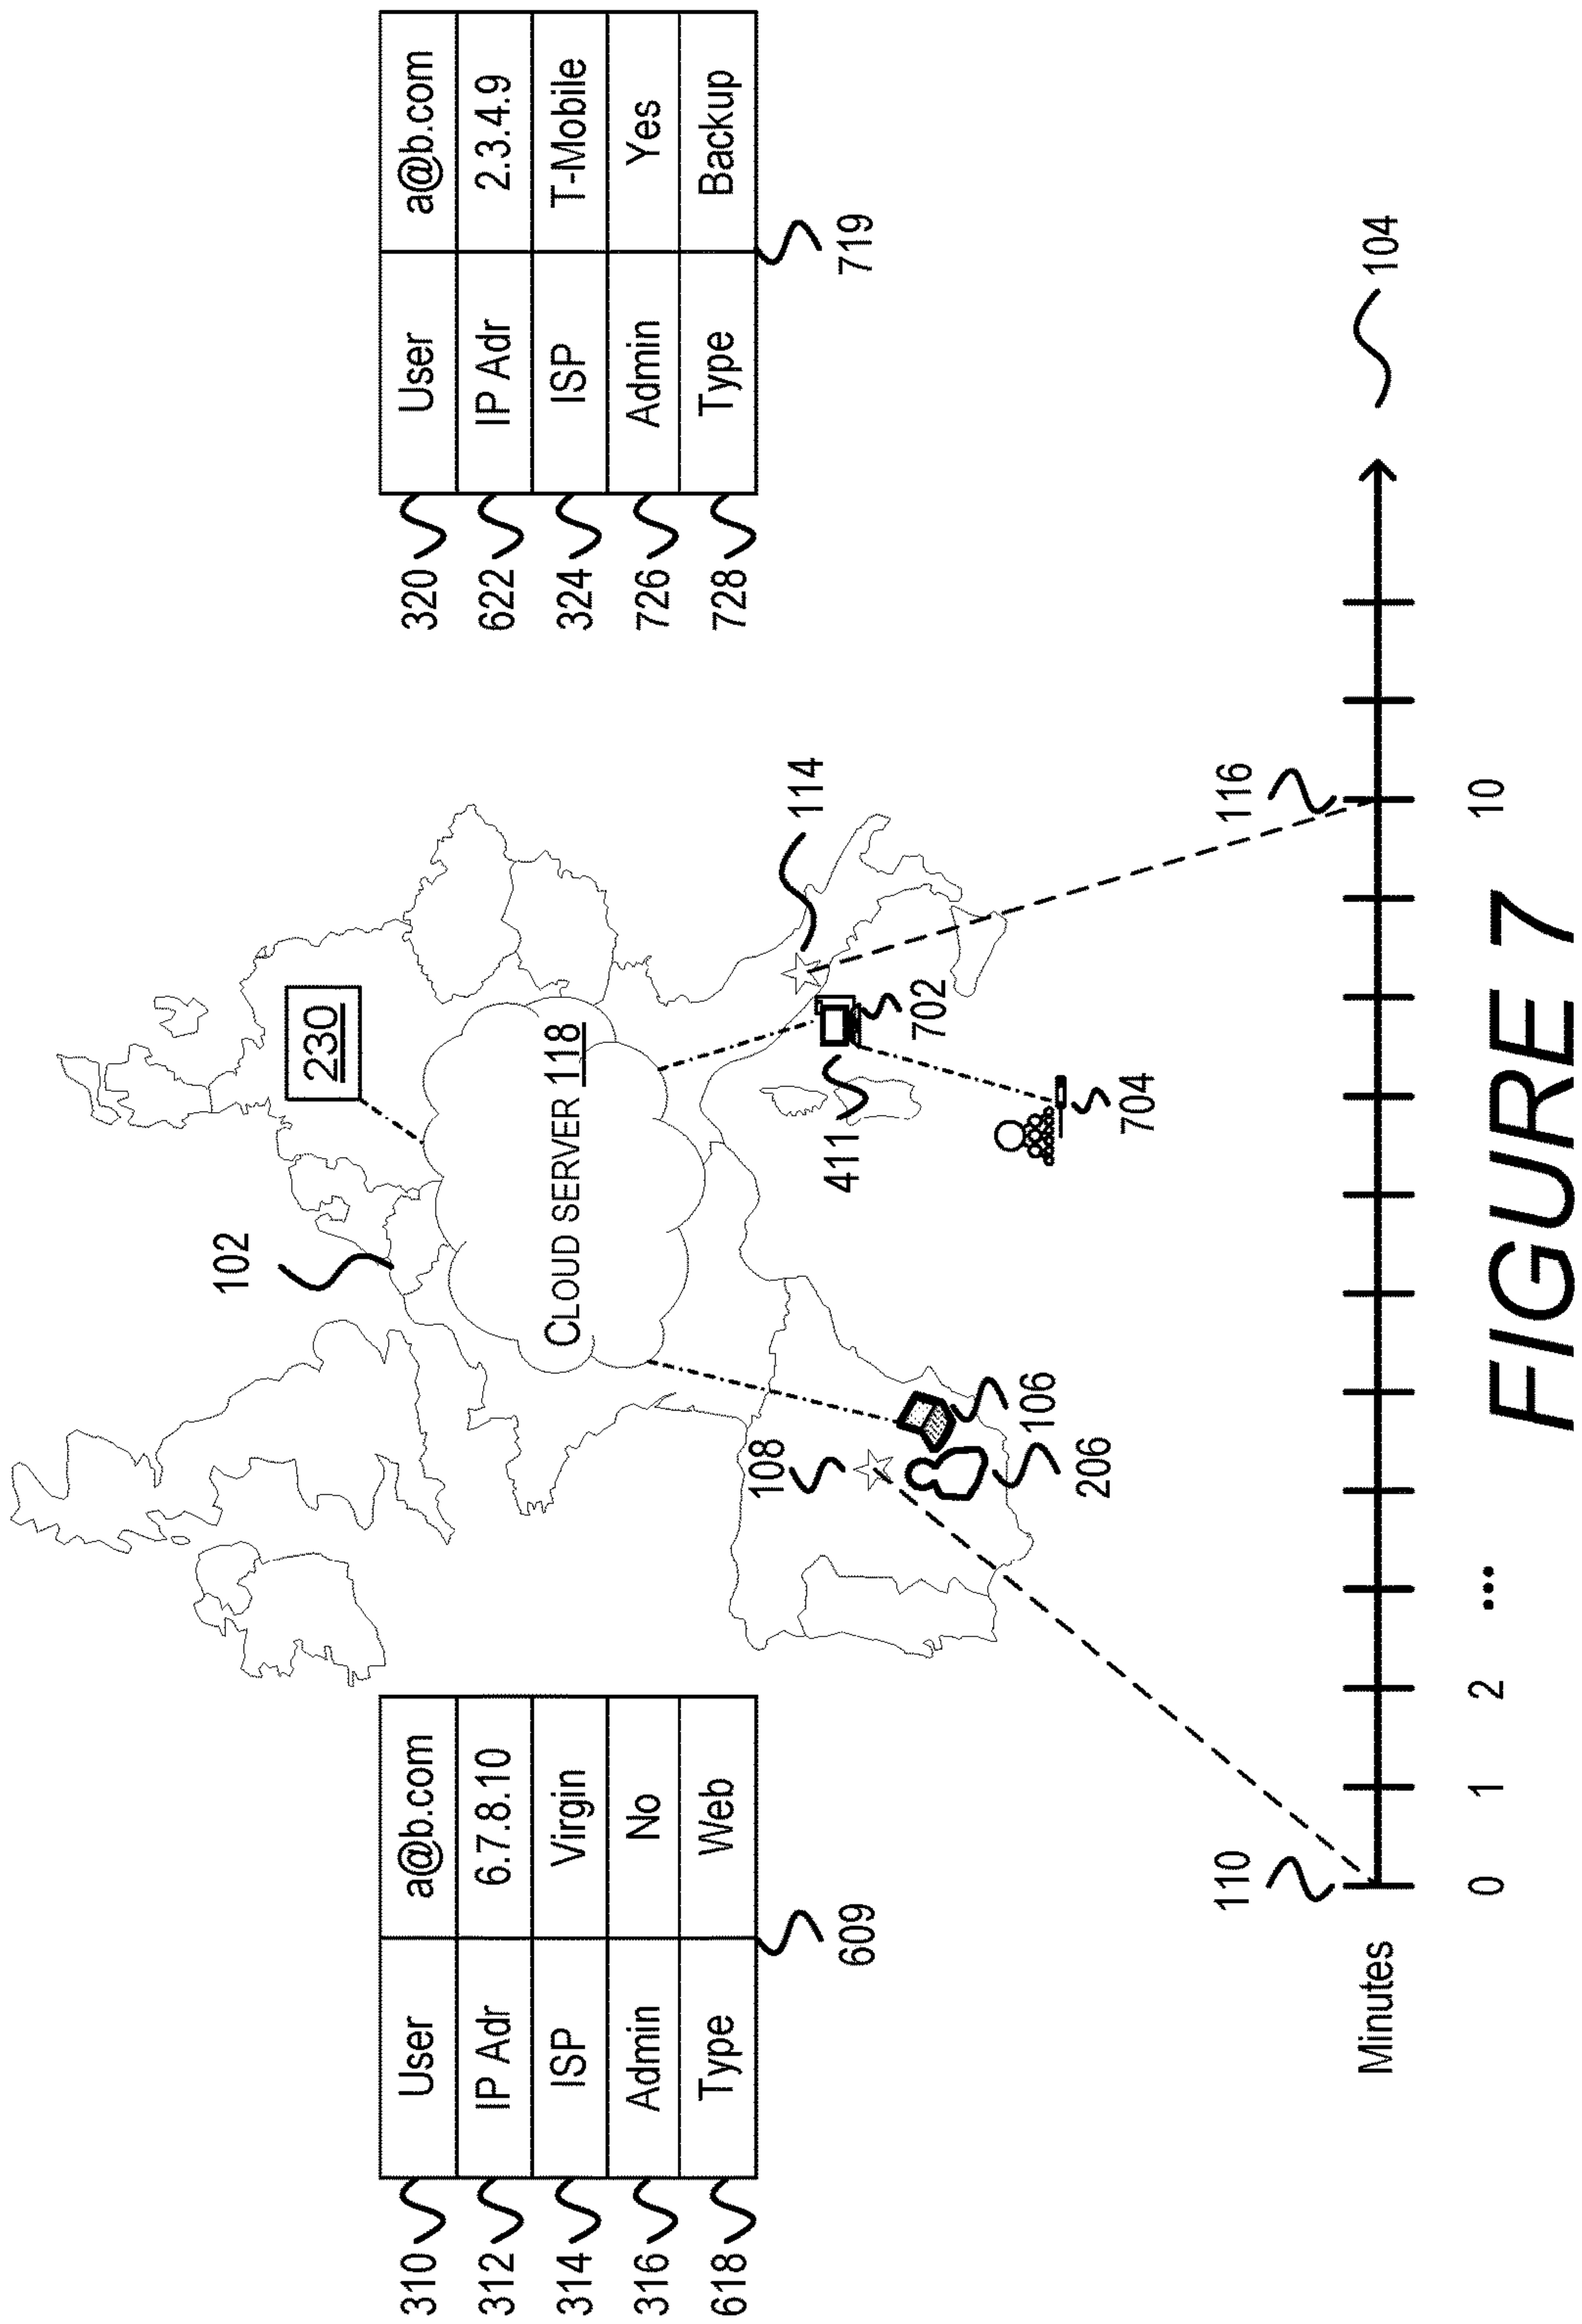 310 User a@b.com
312 IP Adr 6.7.8.10
314 ISP Virgin
316 Admin No
618 Type Web
609
320 User a@b.com
622 IP Adr 2.3.4.9
324 ISP T-Mobile
726 Admin Yes
728 Type Backup
719
102
230
CLOUD SERVER 118
114
108
106
206
411
702
704
110
116
104
Minutes
0 1 2 ... 10
FIGURE 7